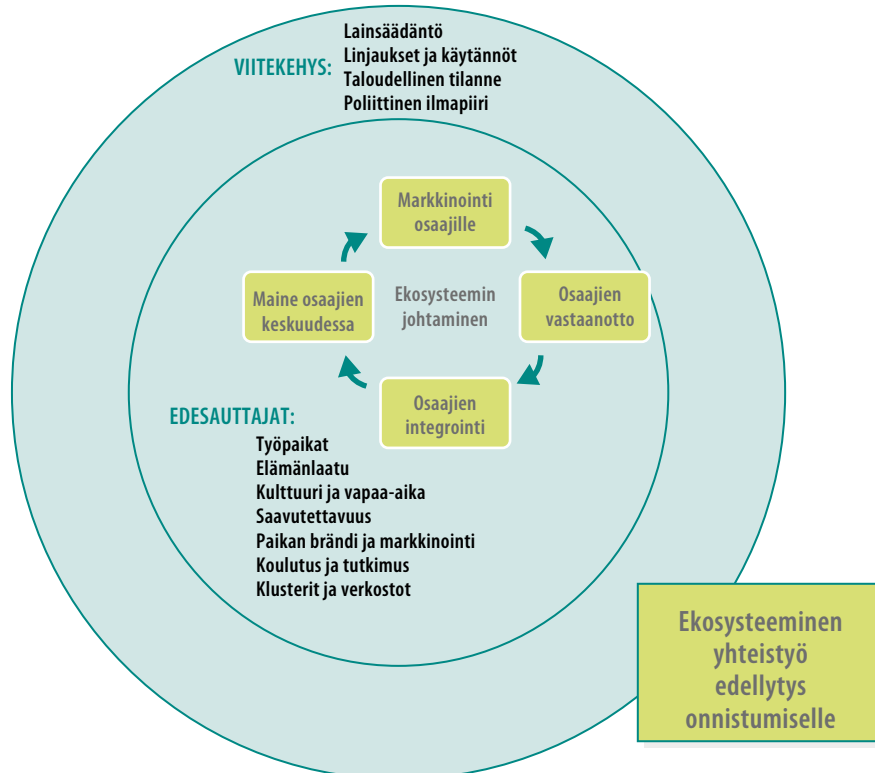 VIITEKEHYS:
Lainsäädäntö
Linjaukset ja käytännöt
Taloudellinen tilanne
Poliittinen ilmapiiri
Markkinointi
osaajille
Maine osaajien
keskuudessa
Ekosysteemin
johtaminen
Osaajien
vastaanotto
Osaajien
integrointi
EDESAUTTAJAT:
Työpaikat
Elämänlaatu
Kulttuuri ja vapaa-aika
Saavutettavuus
Paikan brändi ja markkinointi
Koulutus ja tutkimus
Klusterit ja verkostot
Ekosysteeminen
yhteistyö
edellytys
onnistumiselle